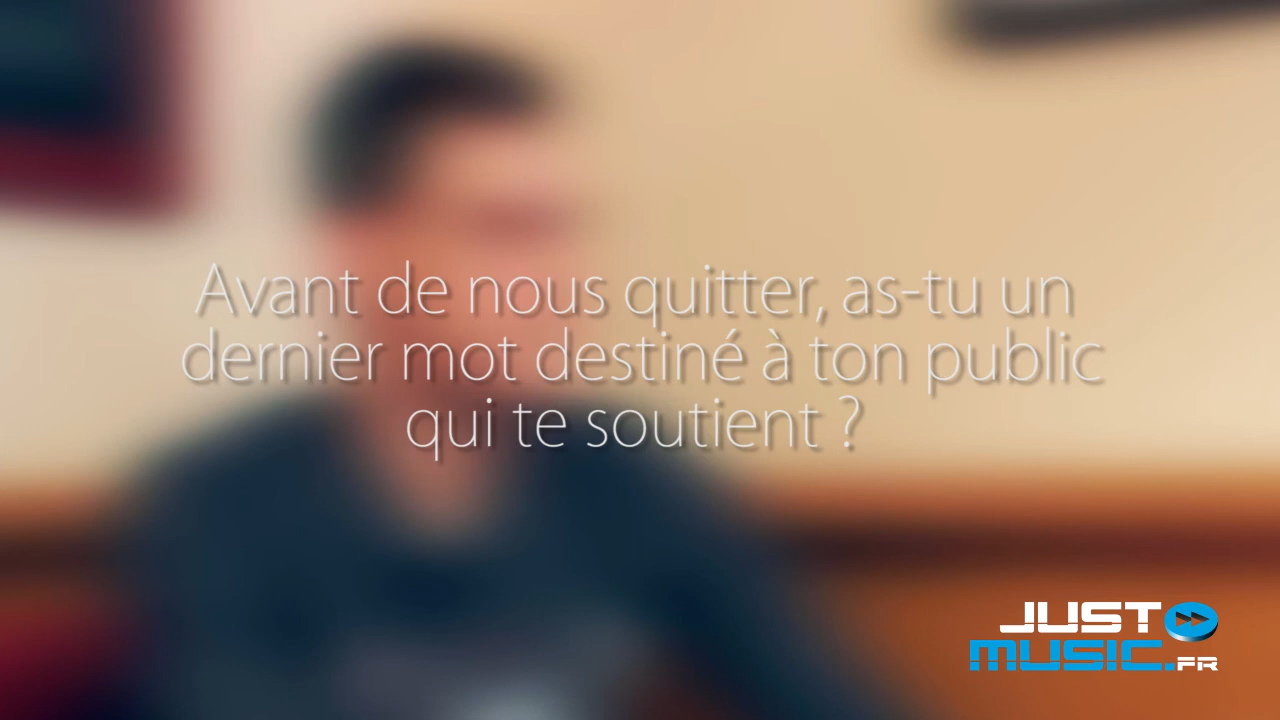 Avant de nous quitter, as-tu un
dernier mot destiné à ton public
qui te soutient ?
JUST
MUSIC.FR